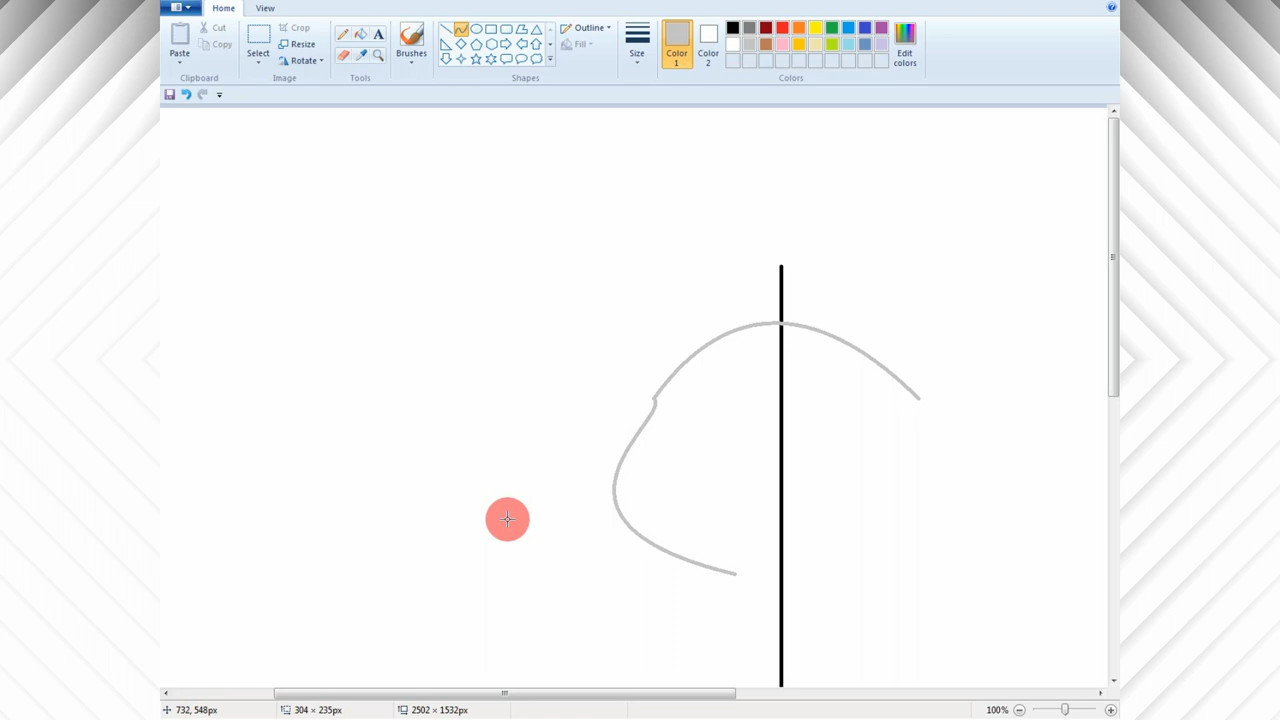 Home View
Paste
Cut
Copy
Clipboard
Select
Crop
Resize
Rotate
Image
Tools
Brushes
Shapes
Outline
Fill
Size
Color
1
Color
2
Colors
Edit
colors
732, 548px
304 × 235px
2502 × 1532px
100%